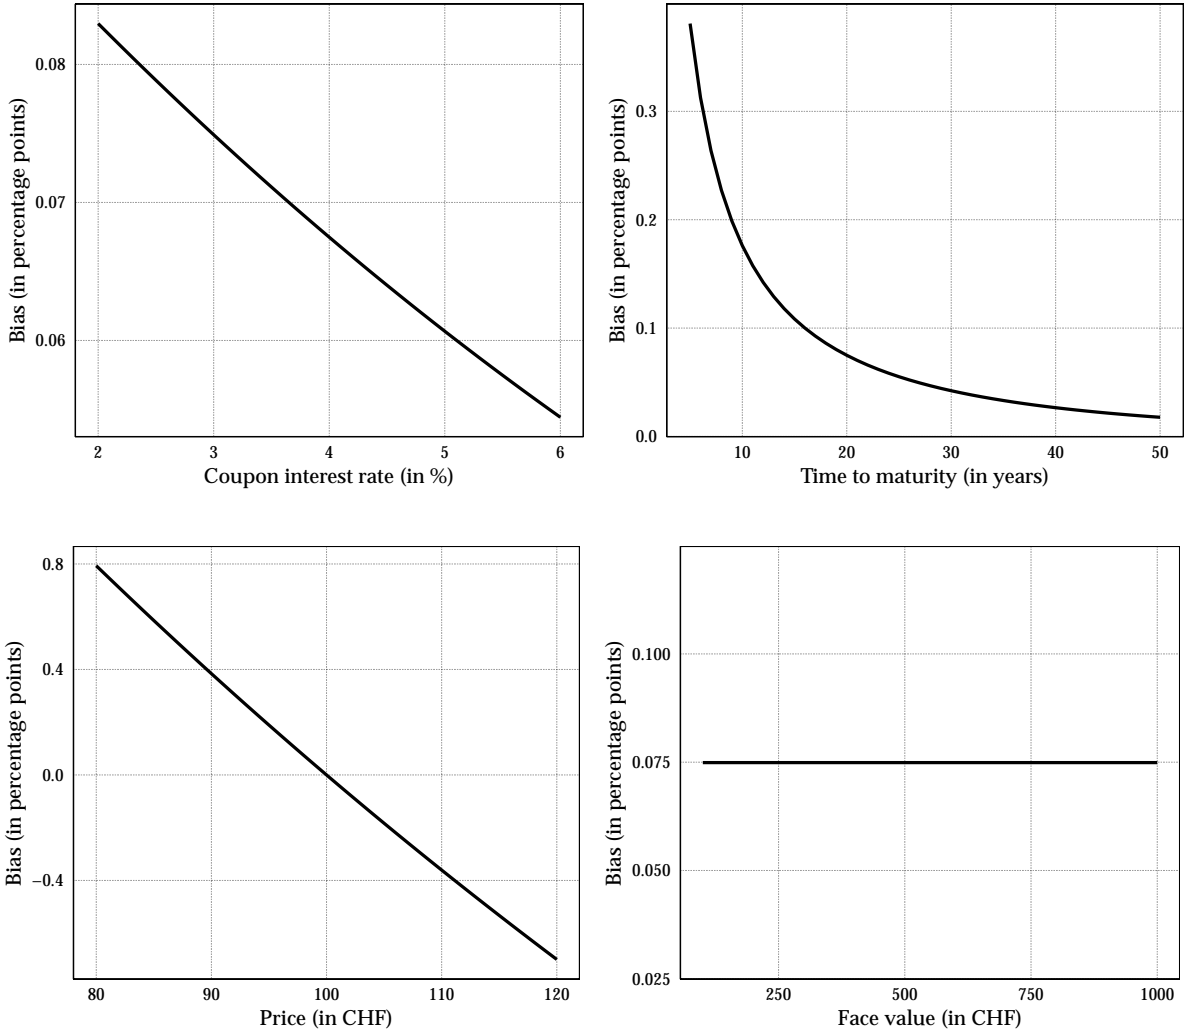 Bias (in percentage points)
0.08
0.07
0.06
2 3 4 5 6
Coupon interest rate (in %)
Bias (in percentage points)
0.3
0.2
0.1
0.0
10 20 30 40 50
Time to maturity (in years)
Bias (in percentage points)
0.8
0.4
0.0
−0.4
80 90 100 110 120
Price (in CHF)
Bias (in percentage points)
0.100
0.075
0.050
0.025
250 500 750 1000
Face value (in CHF)